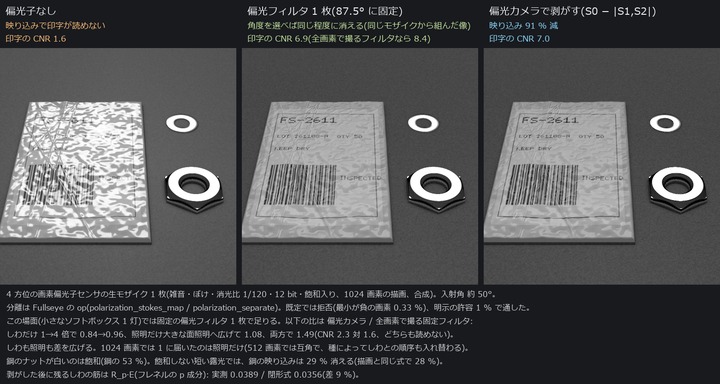 偏光子なし
映り込みで印字が読めない
印字の CNR 1.6
偏光フィルタ 1 枚(87.5° に固定)
角度を選べば同じ程度に消える(同じモザイクから組んだ像)
印字の CNR 6.9(全画素で撮るフィルタなら 8.4)
偏光カメラで剥がす(S0 − |S1,S2|)
映り込み 91 % 減
印字の CNR 7.0
FS-2611
FS-2611
QTY 50
KEEP DRY
INSPECTED
FS-2611
QTY 50
KEEP DRY
INSPECTED
4 方位の画素偏光子センサの生モザイク 1 枚(雑音・ぼけ・消光比 1/120・12 bit・飽和入り、1024 画素の描画、合成)。入射角 約 50°。
分離は Fullseye の op(polarization_stokes_map / polarization_separate)。既定では拒否(最小が負の画素 0.33 %)、明示の許容 1 % で通した。
この場面(小さなソフトボックス 1 灯)では固定の偏光フィルタ 1 枚で足りる。以下の比は 偏光カメラ / 全画素で撮る固定フィルタ:
しわだけ 1→4 倍で 0.84→0.96、照明だけ大きな面照明へ広げて 1.08、両方で 1.49(CNR 2.3 対 1.6、どちらも読めない)。
しわも照明も差を広げる。1024 画素では 1 に届いたのは照明だけ(512 画素では互角で、種によってしわとの順序も入れ替わる)。
鋼のナットが白いのは飽和(鋼の 53 %)。飽和しない短い露光では、鋼の映り込みは 29 % 消える(描画と同じ式で 28 %)。
剥がした後に残るしわの筋は R_p·E(フレネルの p 成分): 実測 0.0389 / 閉形式 0.0356(差 9 %)。